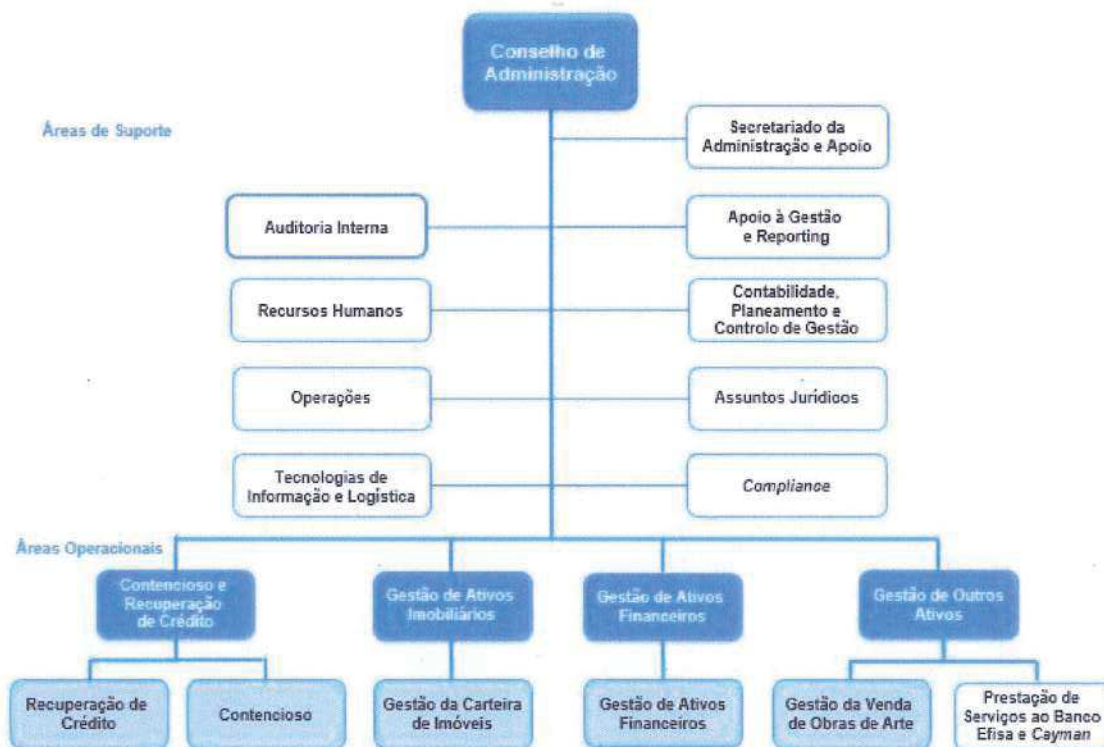 Conselho de
Administração
Áreas de Suporte
Secretariado da
Administração e Apoio
Auditoria Interna
Apoio à Gestão
e Reporting
Recursos Humanos
Contabilidade,
Planeamento e
Controlo de Gestão
Operações
Assuntos Jurídicos
Tecnologias de
Informação e Logística
Compliance
Áreas Operacionais
Contencioso e
Recuperação
de Crédito
Gestão de Ativos
Imobiliários
Gestão de Ativos
Financeiros
Gestão de Outros
Ativos
Recuperação de
Crédito
Contencioso
Gestão da Carteira
de Imóveis
Gestão de Ativos
Financeiros
Gestão da Venda
de Obras de Arte
Prestação de
Serviços ao Banco
Efisa e Cayman